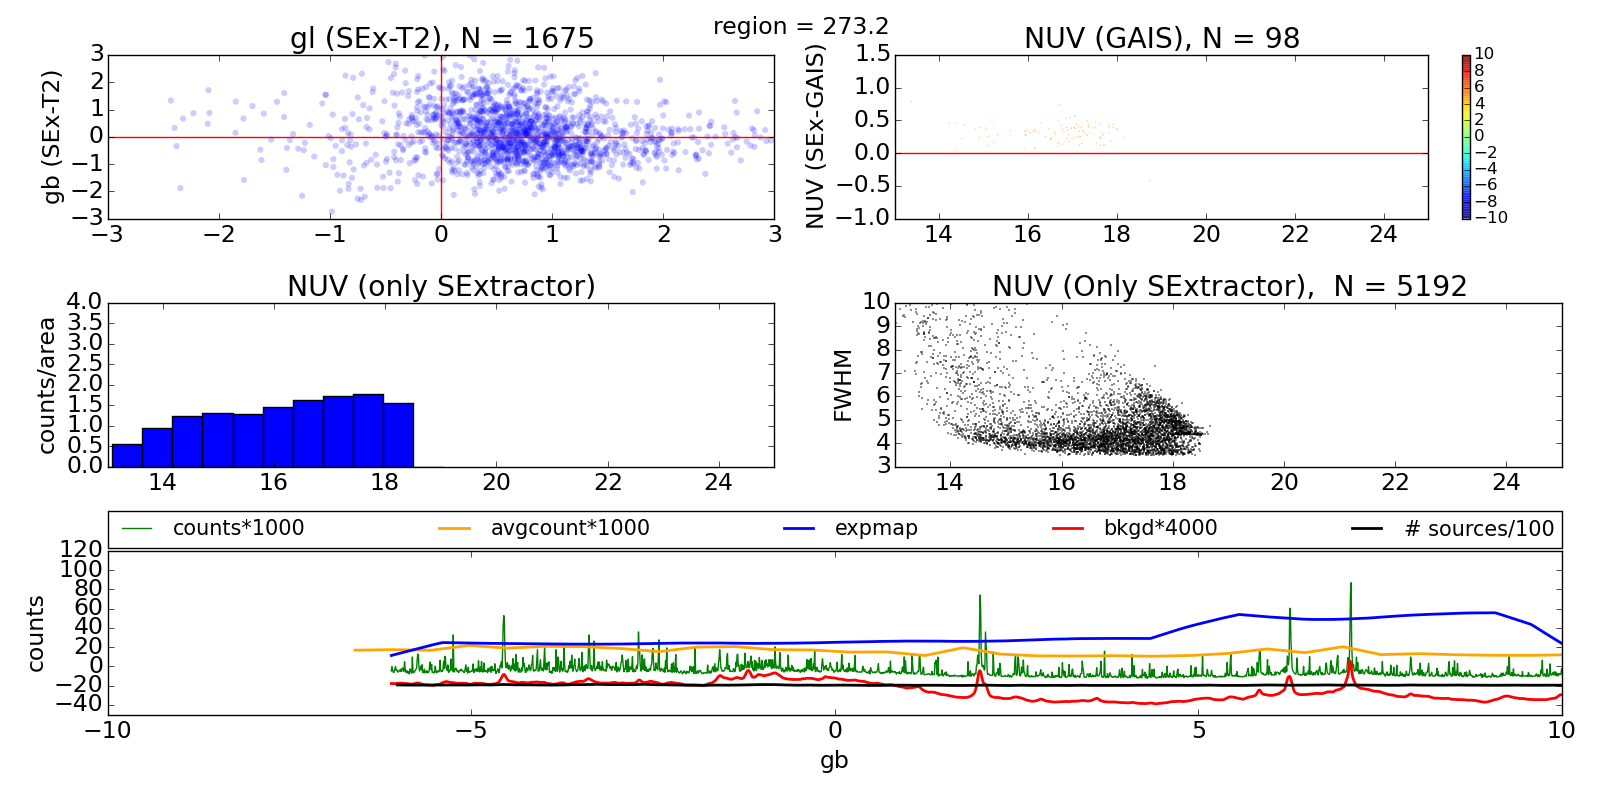 region = 273.2
gl (SEx-T2), N = 1675
gb (SEx-T2)
3
2
1
0
−1
−2
−3
−3 −2 −1 0 1 2 3
NUV (GAIS), N = 98
NUV (SEx-GAIS)
1.5
1.0
0.5
0.0
−0.5
−1.0
14 16 18 20 22 24
10
8
6
4
2
0
−2
−4
−6
−8
−10
NUV (only SExtractor)
counts/area
4.0
3.5
3.0
2.5
2.0
1.5
1.0
0.5
0.0
14 16 18 20 22 24
NUV (Only SExtractor), N = 5192
FWHM
10
9
8
7
6
5
4
3
14 16 18 20 22 24
counts*1000 avgcount*1000 expmap bkgd*4000 # sources/100
counts
120
100
80
60
40
20
0
−20
−40
−10 −5 0 5 10
gb